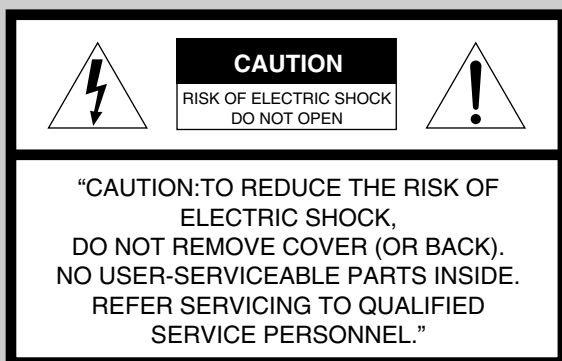 CAUTION
RISK OF ELECTRIC SHOCK
DO NOT OPEN
!
“CAUTION:TO REDUCE THE RISK OF
ELECTRIC SHOCK,
DO NOT REMOVE COVER (OR BACK).
NO USER-SERVICEABLE PARTS INSIDE.
REFER SERVICING TO QUALIFIED
SERVICE PERSONNEL.”